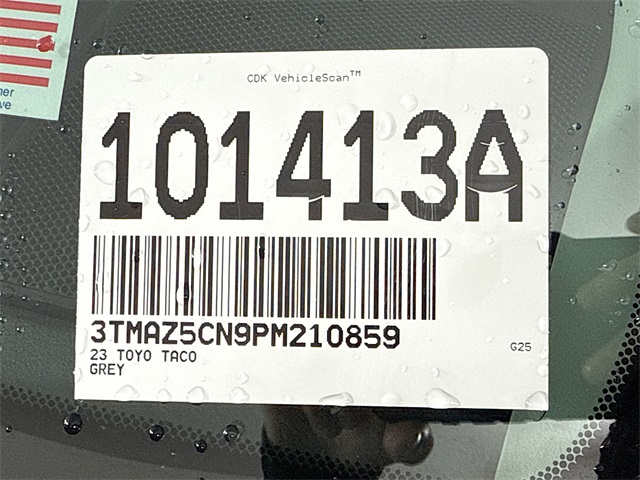 CDK VehicleScan™
101413A
3TMAZ5CN9PM210859
23 TOYO TACO
GREY
G25